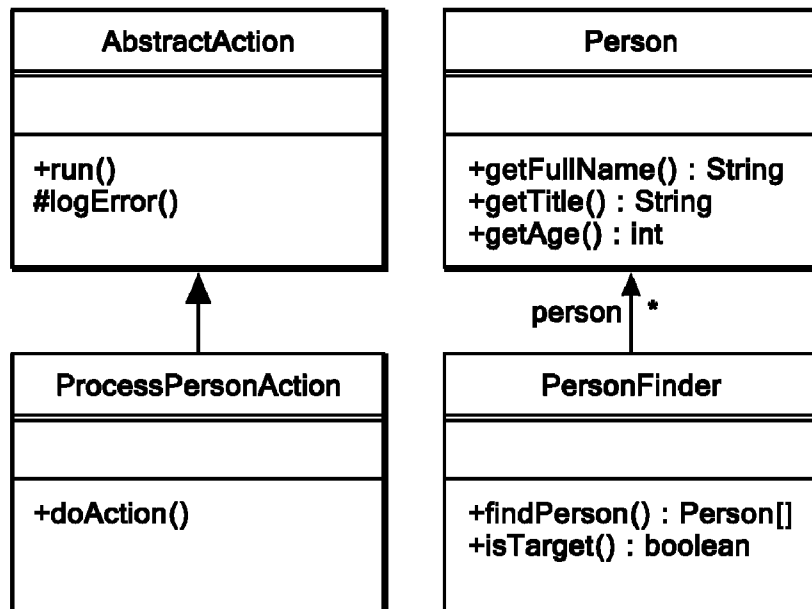 AbstractAction
+run()
#logError()
Person
+getFullName() : String
+getTitle() : String
+getAge() : int
person *
ProcessPersonAction
+doAction()
PersonFinder
+findPerson() : Person[]
+isTarget() : boolean